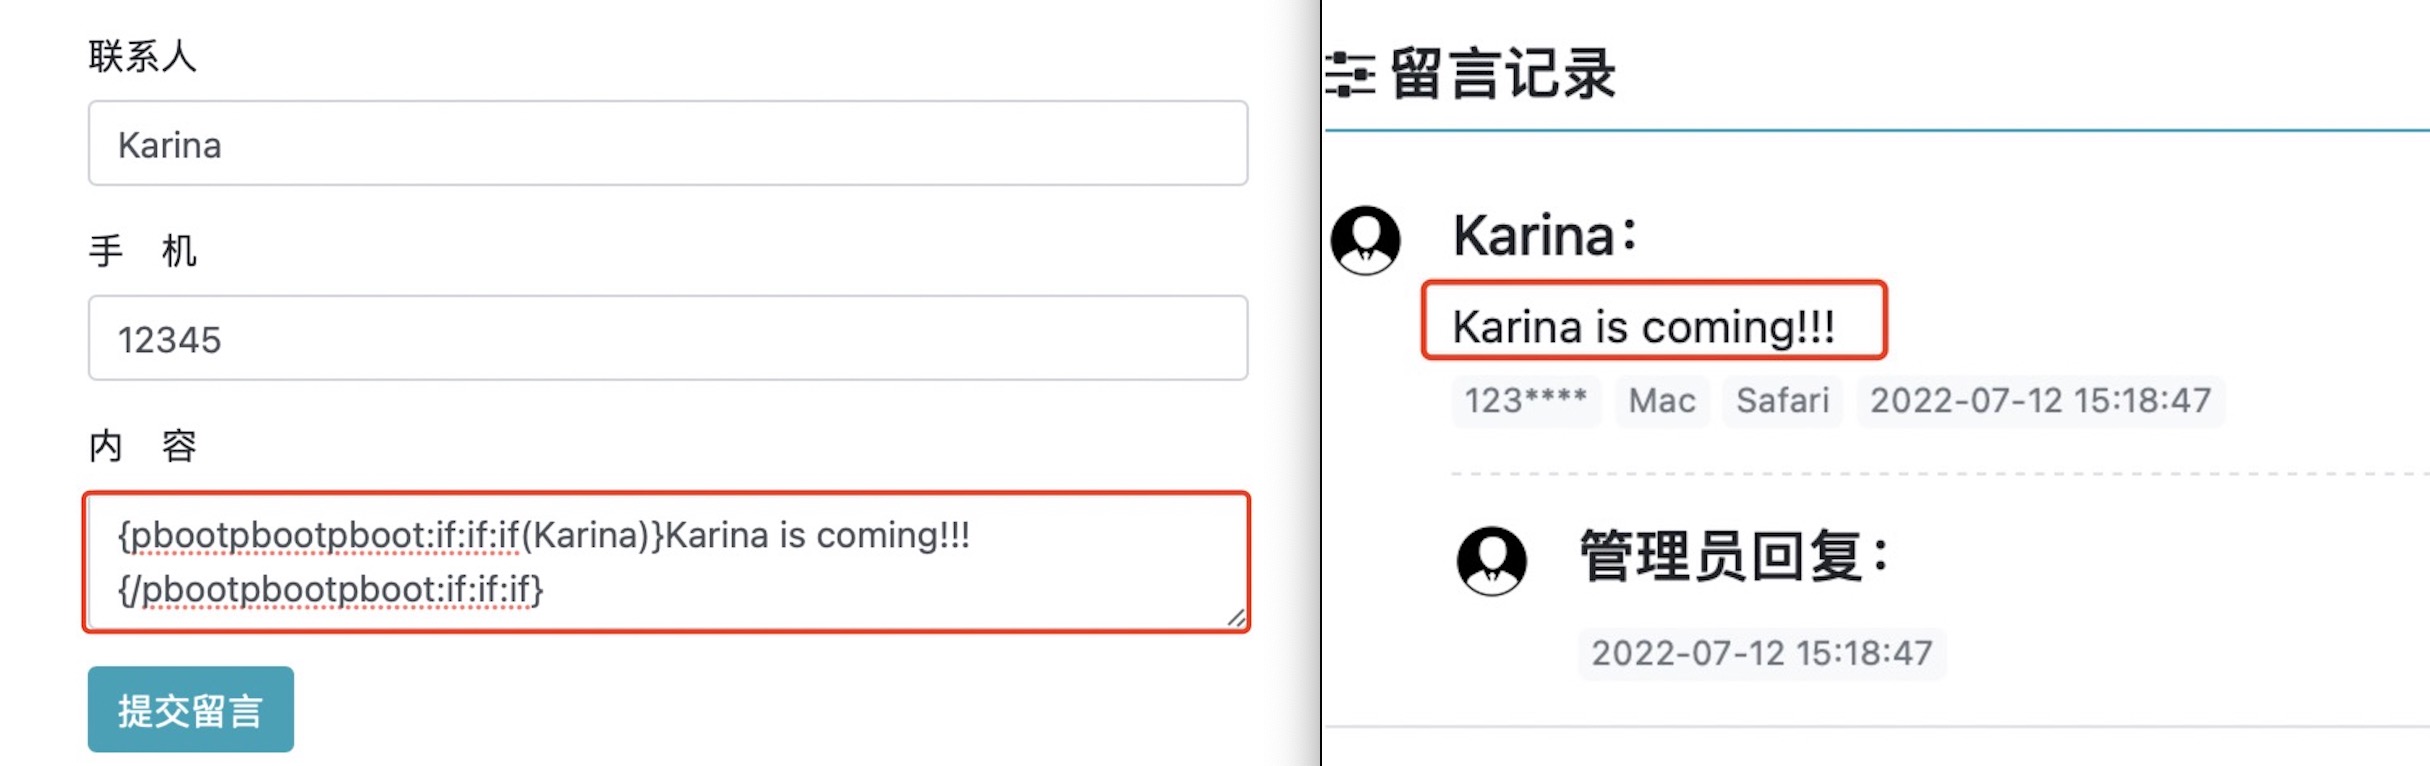 联系人
Karina
手 机
12345
内 容
{pbootpbootpboot:if:if:if(Karina)}Karina is coming!!!
{/pbootpbootpboot:if:if:if}
提交留言
留言记录
Karina：
Karina is coming!!!
123**** Mac Safari 2022-07-12 15:18:47
管理员回复：
2022-07-12 15:18:47